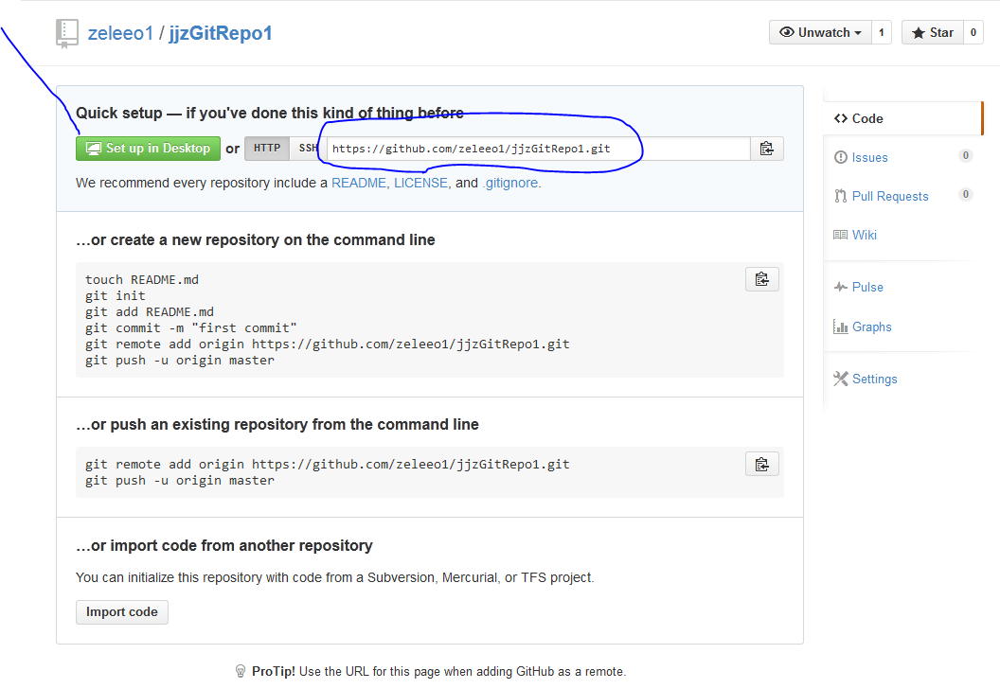 zeleeo1 / jjzGitRepo1
Unwatch 1
Star 0
Quick setup — if you've done this kind of thing before
Set up in Desktop or HTTP SSH https://github.com/zeleeo1/jjzGitRepo1.git
We recommend every repository include a README, LICENSE, and .gitignore.
…or create a new repository on the command line
touch README.md
git init
git add README.md
git commit -m "first commit"
git remote add origin https://github.com/zeleeo1/jjzGitRepo1.git
git push -u origin master
…or push an existing repository from the command line
git remote add origin https://github.com/zeleeo1/jjzGitRepo1.git
git push -u origin master
…or import code from another repository
You can initialize this repository with code from a Subversion, Mercurial, or TFS project.
Import code
Code
Issues 0
Pull Requests 0
Wiki
Pulse
Graphs
Settings
ProTip! Use the URL for this page when adding GitHub as a remote.